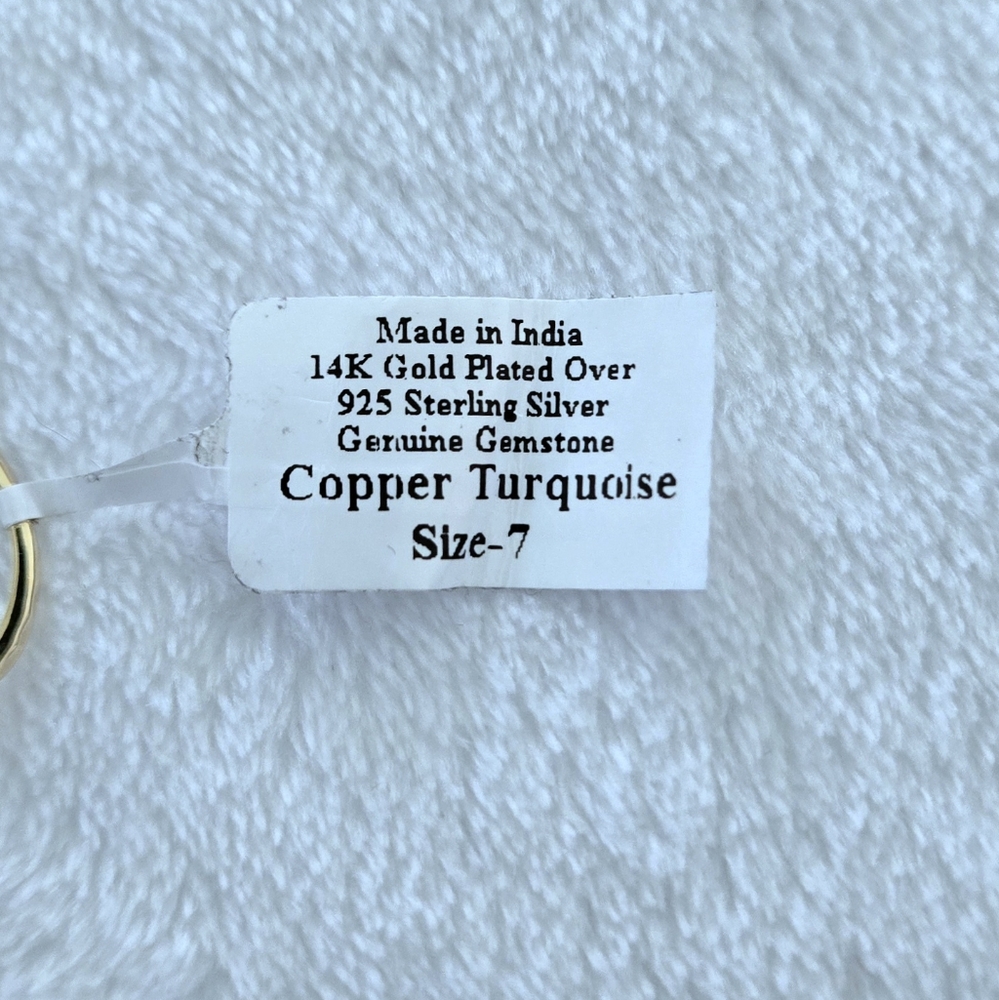 Made in India
14K Gold Plated Over
925 Sterling Silver
Genuine Gemstone
Copper Turquoise
Size-7